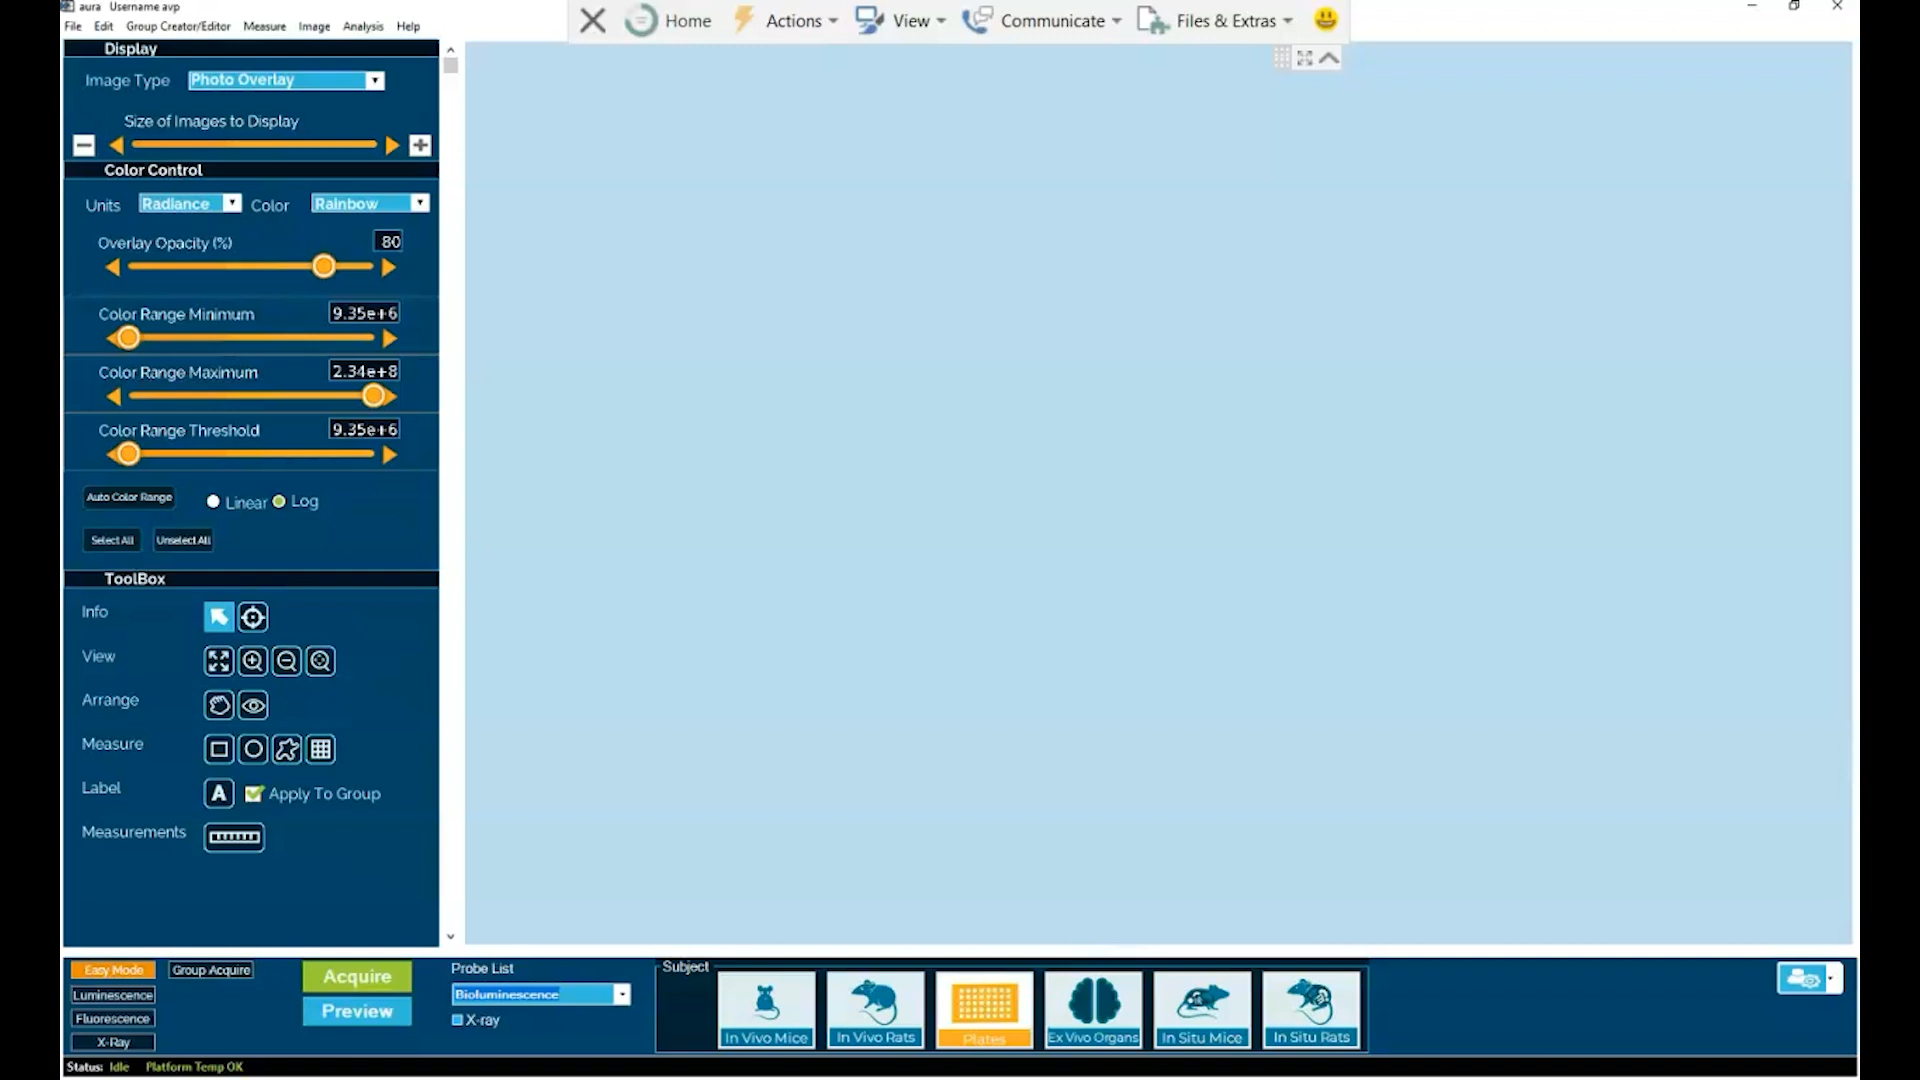 aura Username avp
File Edit Group Creator/Editor Measure Image Analysis Help
Home Actions View Communicate Files & Extras
Display
Image Type Photo Overlay
Size of Images to Display
Color Control
Units Radiance Color Rainbow
Overlay Opacity (%) 80
Color Range Minimum 9.35e+6
Color Range Maximum 2.34e+8
Color Range Threshold 9.35e+6
Auto Color Range Linear Log
Select All Unselect All
ToolBox
Info
View
Arrange
Measure
Label A Apply To Group
Measurements
Easy Mode Group Acquire
Luminescence
Fluorescence
X-Ray
Acquire
Preview
Probe List
Bioluminescence
X-ray
Subject
In Vivo Mice In Vivo Rats Plates Ex Vivo Organs In Situ Mice In Situ Rats
Status: Idle Platform Temp OK